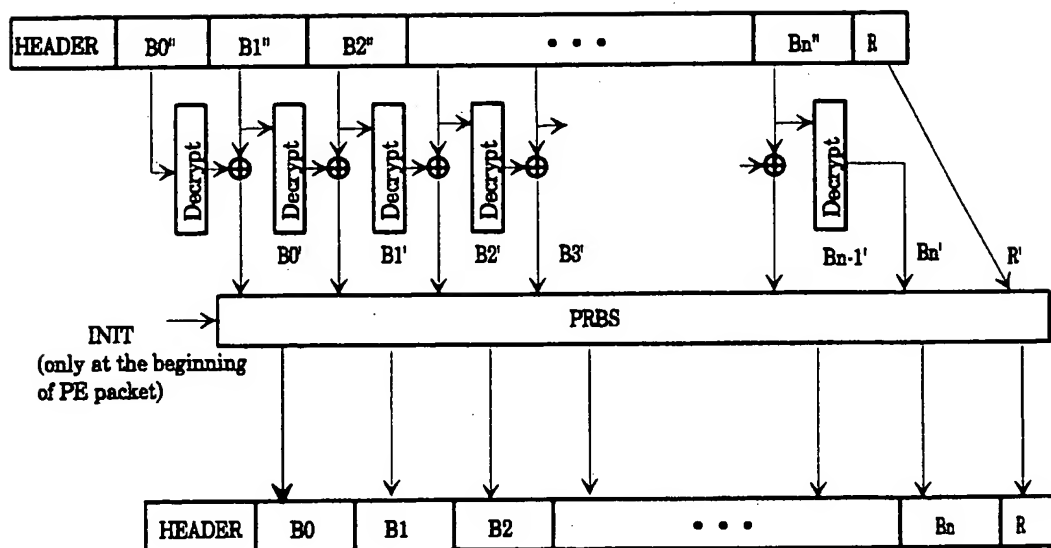 HEADER B0" B1" B2" • • • Bn" R
Decrypt Decrypt Decrypt Decrypt Decrypt
B0' B1' B2' B3' Bn-1' Bn' R'
PRBS
INIT
(only at the beginning
of PE packet)
HEADER B0 B1 B2 • • • Bn R